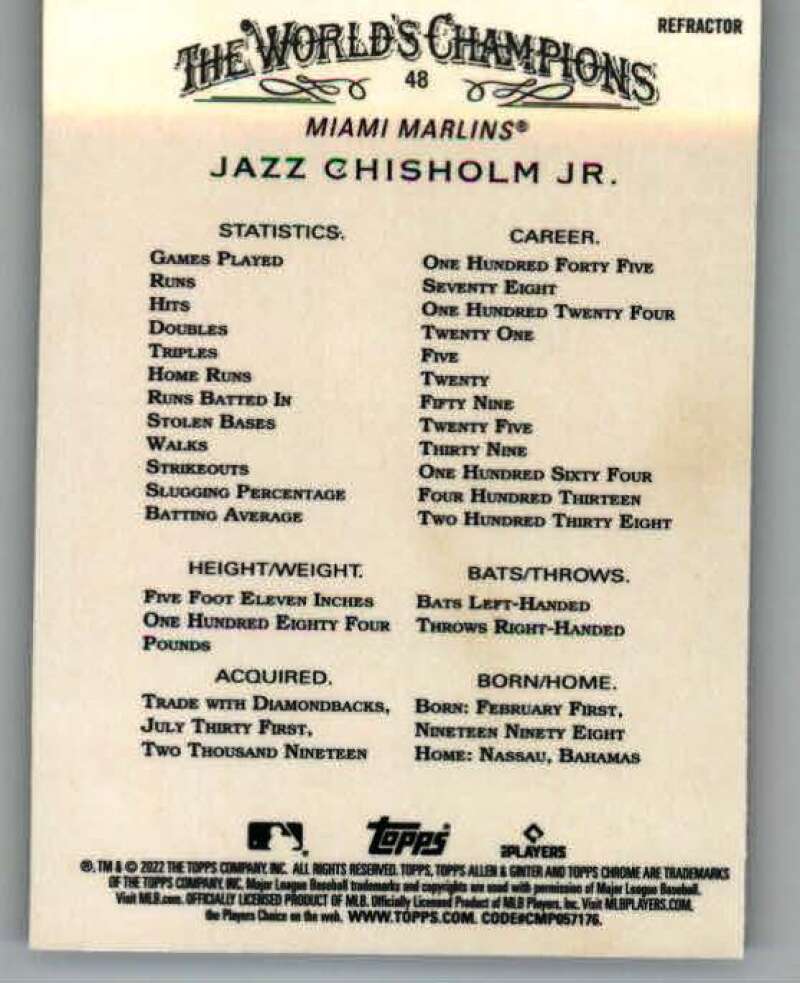 REFRACTOR
THE WORLD'S CHAMPIONS
48
MIAMI MARLINS®
JAZZ CHISHOLM JR.
STATISTICS. CAREER.
GAMES PLAYED ONE HUNDRED FORTY FIVE
RUNS SEVENTY EIGHT
HITS ONE HUNDRED TWENTY FOUR
DOUBLES TWENTY ONE
TRIPLES FIVE
HOME RUNS TWENTY
RUNS BATTED IN FIFTY NINE
STOLEN BASES TWENTY FIVE
WALKS THIRTY NINE
STRIKEOUTS ONE HUNDRED SIXTY FOUR
SLUGGING PERCENTAGE FOUR HUNDRED THIRTEEN
BATTING AVERAGE TWO HUNDRED THIRTY EIGHT
HEIGHT/WEIGHT.
FIVE FOOT ELEVEN INCHES
ONE HUNDRED EIGHTY FOUR
POUNDS
BATS/THROWS.
BATS LEFT-HANDED
THROWS RIGHT-HANDED
ACQUIRED.
TRADE WITH DIAMONDBACKS,
JULY THIRTY FIRST,
TWO THOUSAND NINETEEN
BORN/HOME.
BORN: FEBRUARY FIRST,
NINETEEN NINETY EIGHT
HOME: NASSAU, BAHAMAS
Topps
PLAYERS
®, TM & © 2022 THE TOPPS COMPANY, INC. ALL RIGHTS RESERVED. TOPPS, TOPPS ALLEN & GINTER AND TOPPS CHROME ARE TRADEMARKS
OF THE TOPPS COMPANY, INC. Major League Baseball trademarks and copyrights are used with permission of Major League Baseball.
Visit MLB.com. OFFICIALLY LICENSED PRODUCT OF MLB. Officially Licensed Product of MLB Players, Inc. Visit MLBPLAYERS.COM,
the Players Choice on the web. WWW.TOPPS.COM. CODE#CMP057176.